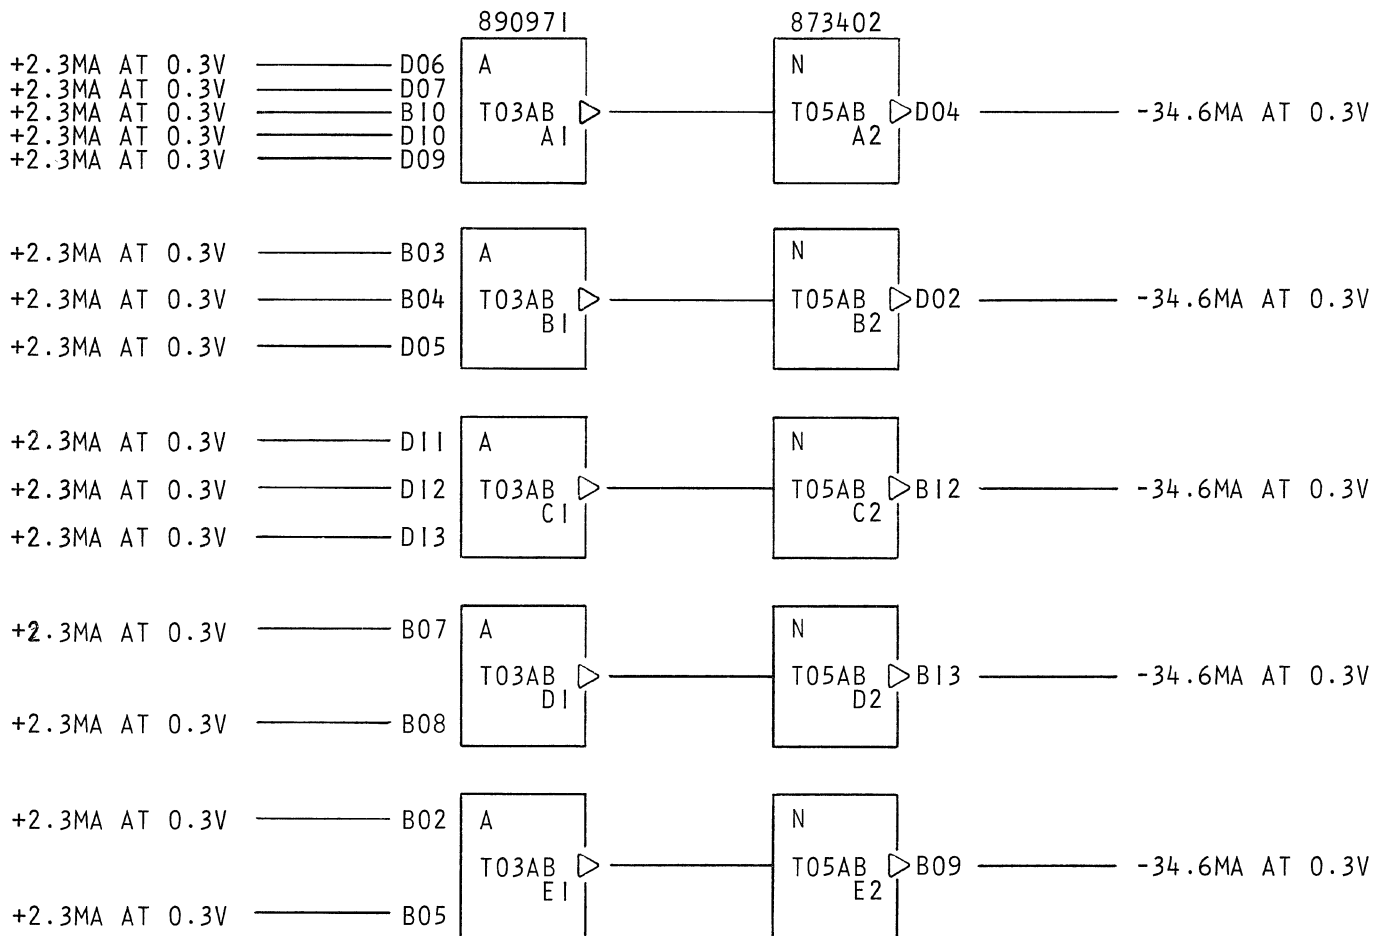 890971 873402
+2.3MA AT 0.3V D06 A N
+2.3MA AT 0.3V D07
+2.3MA AT 0.3V B10 T03AB T05AB D04 -34.6MA AT 0.3V
+2.3MA AT 0.3V D10 A1 A2
+2.3MA AT 0.3V D09
+2.3MA AT 0.3V B03 A N
+2.3MA AT 0.3V B04 T03AB T05AB D02 -34.6MA AT 0.3V
B1 B2
+2.3MA AT 0.3V D05
+2.3MA AT 0.3V D11 A N
+2.3MA AT 0.3V D12 T03AB T05AB B12 -34.6MA AT 0.3V
C1 C2
+2.3MA AT 0.3V D13
+2.3MA AT 0.3V B07 A N
T03AB T05AB B13 -34.6MA AT 0.3V
D1 D2
+2.3MA AT 0.3V B08
+2.3MA AT 0.3V B02 A N
T03AB T05AB B09 -34.6MA AT 0.3V
E1 E2
+2.3MA AT 0.3V B05